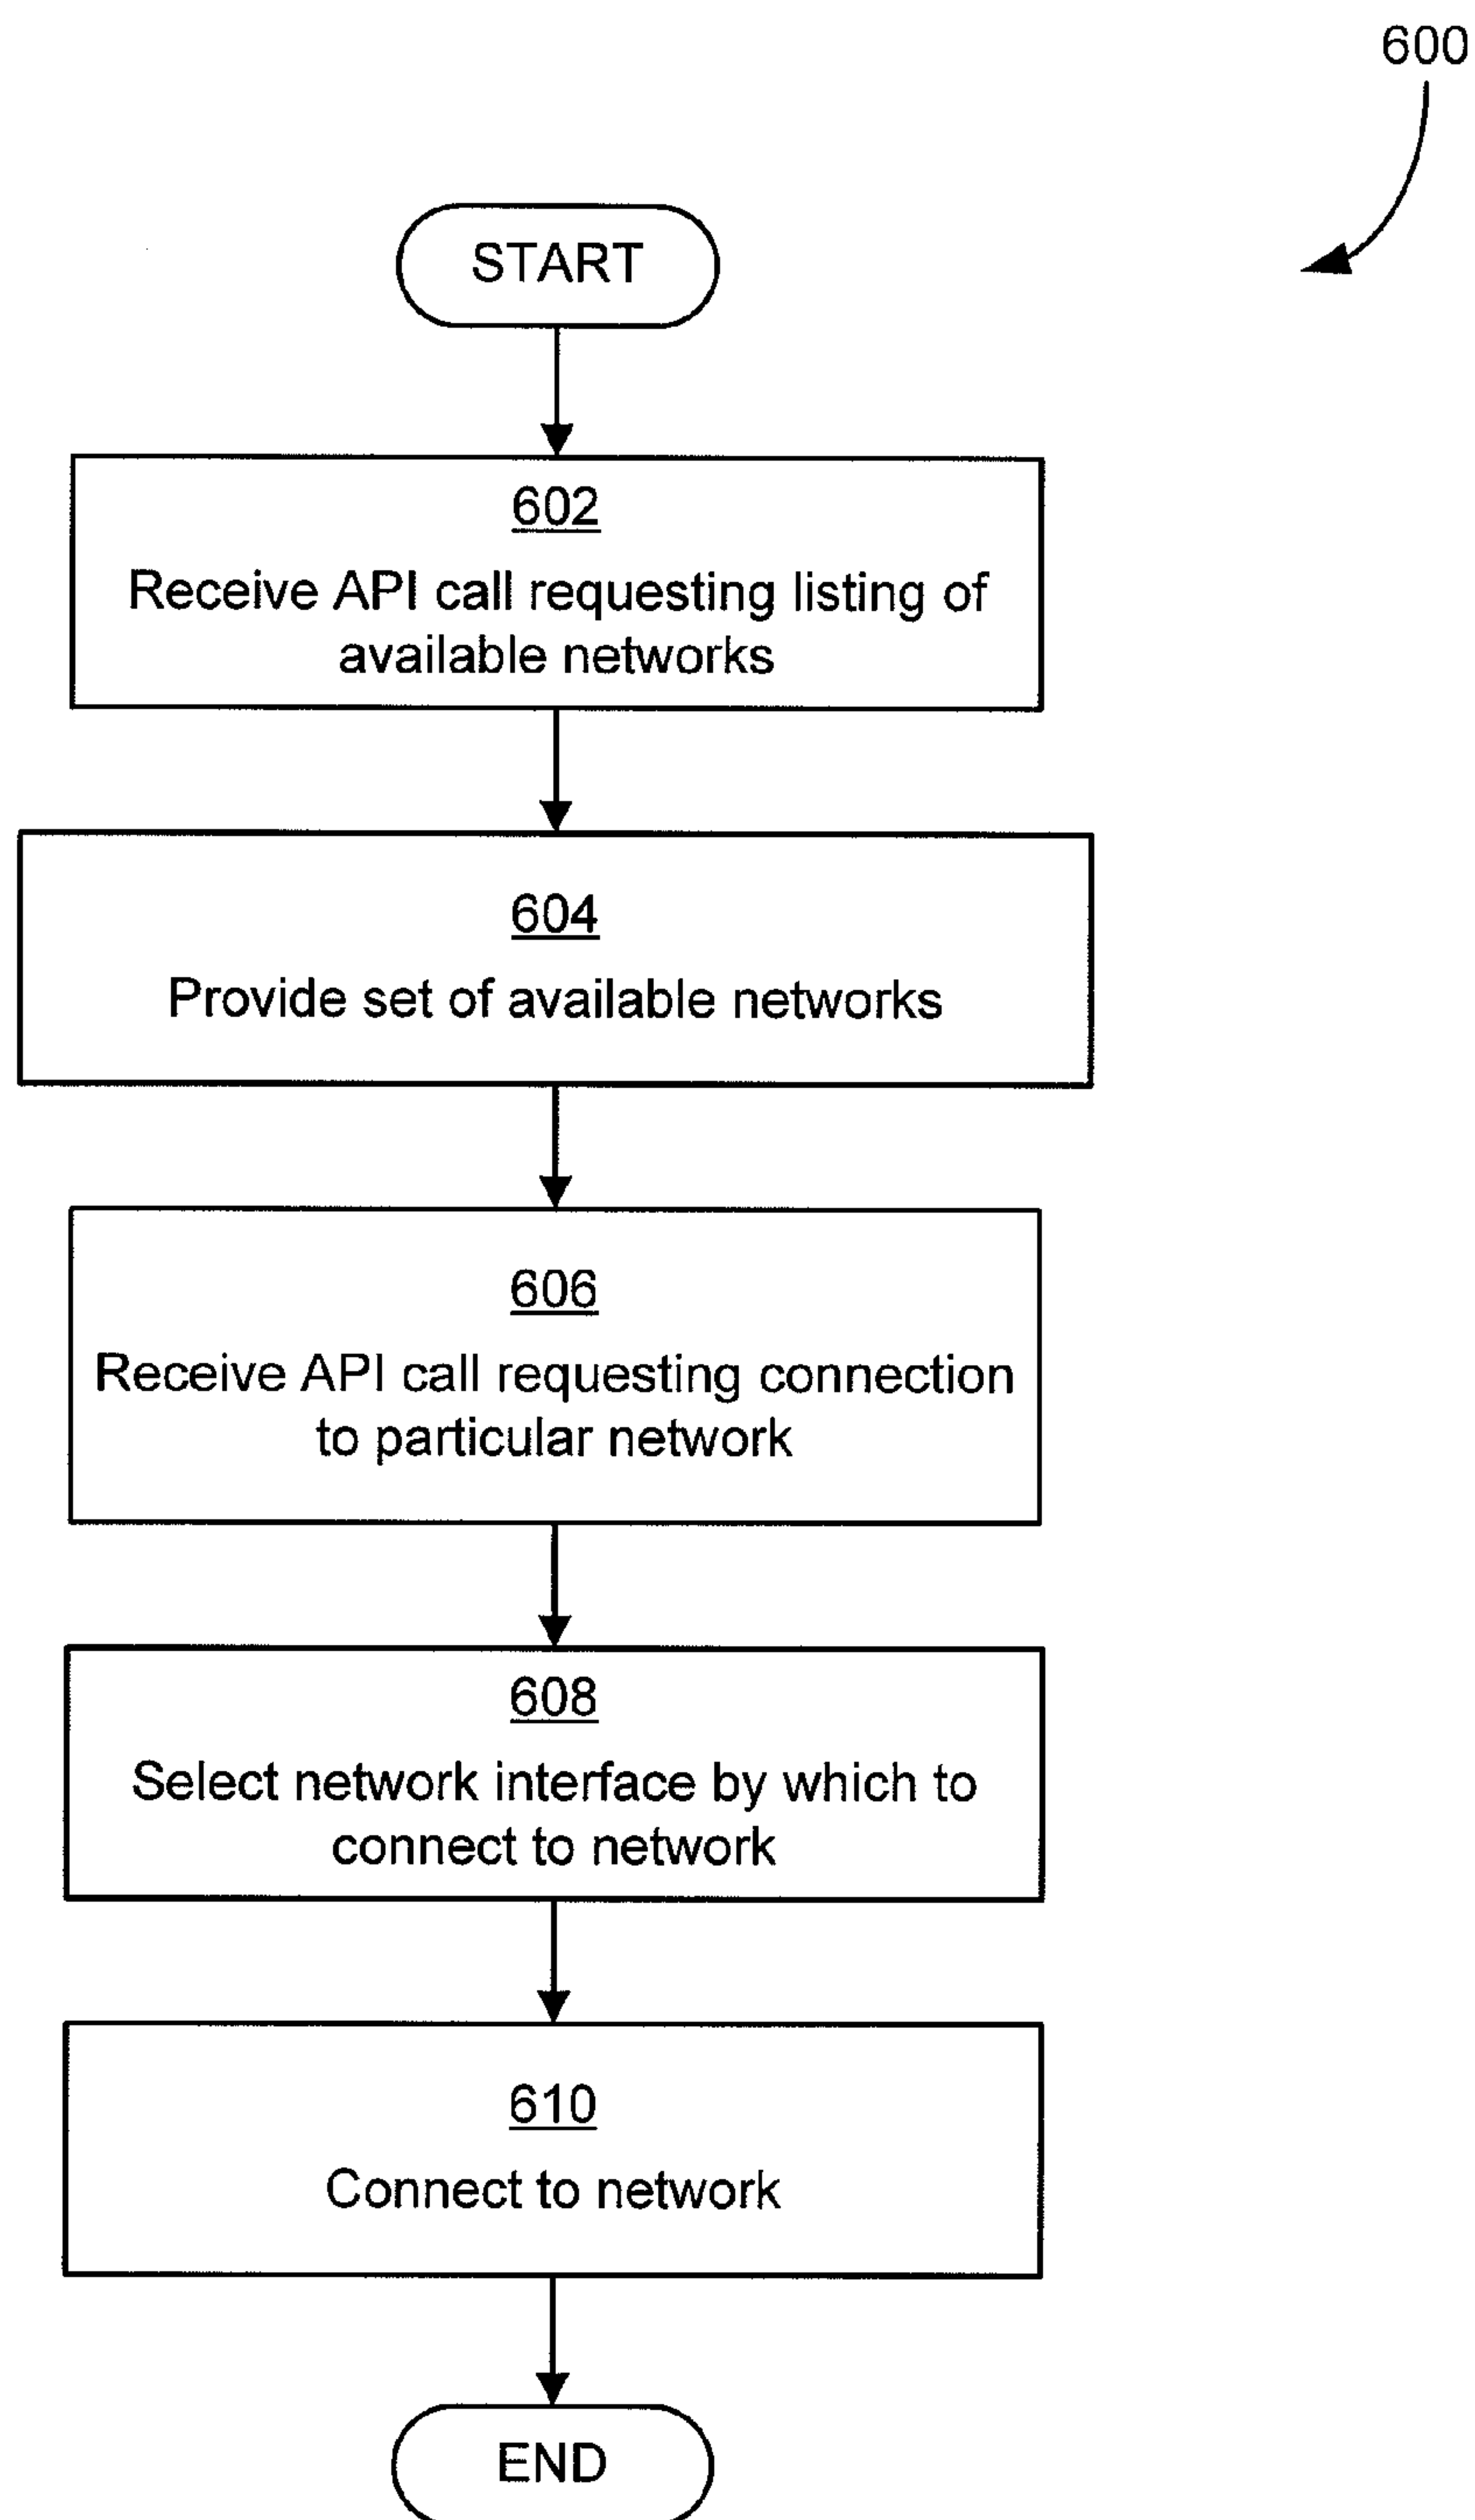 600
START
602
Receive API call requesting listing of
available networks
604
Provide set of available networks
606
Receive API call requesting connection
to particular network
608
Select network interface by which to
connect to network
610
Connect to network
END